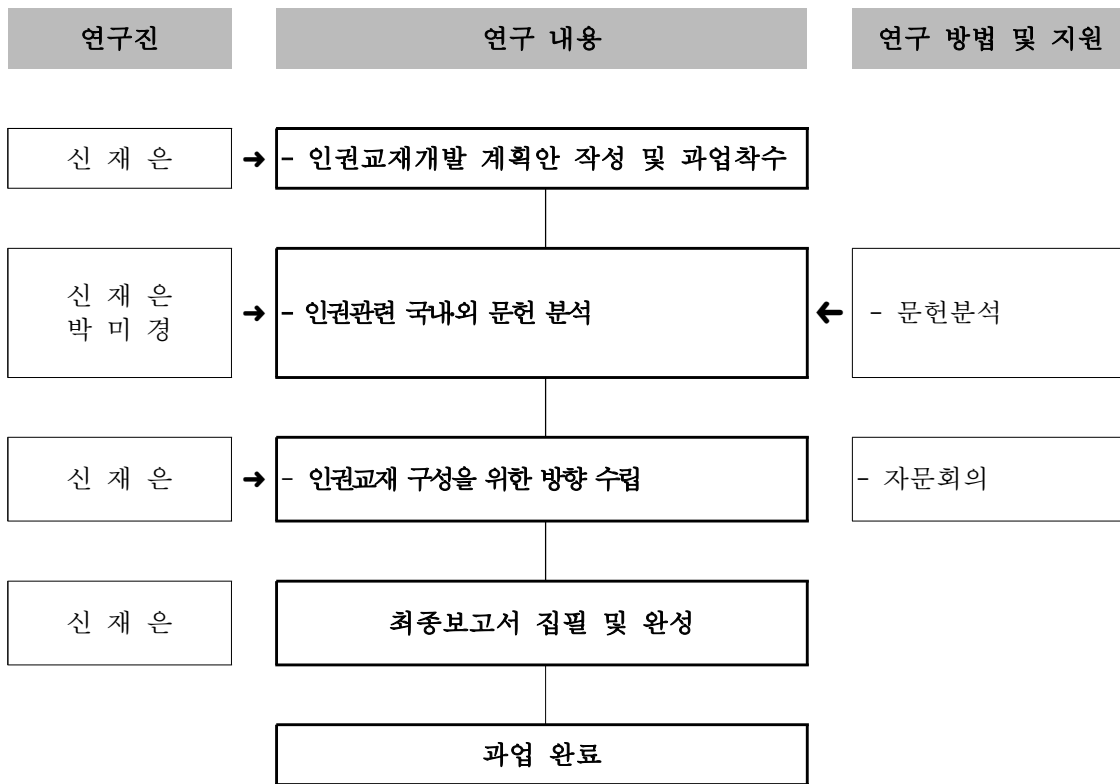 연구진
연구 내용
연구 방법 및 지원
신 재 은
- 인권교재개발 계획안 작성 및 과업착수
신 재 은
박 미 경
- 인권관련 국내외 문헌 분석
- 문헌분석
신 재 은
- 인권교재 구성을 위한 방향 수립
- 자문회의
신 재 은
최종보고서 집필 및 완성
과업 완료